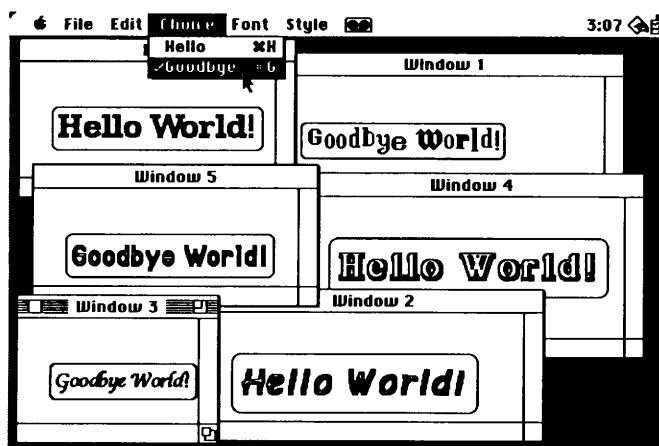 File Edit Choice Font Style 3:07
Hello ⌘H
✓Goodbye ⌘G
Hello World!
Window 1
Goodbye World!
Window 5
Goodbye World!
Window 4
Hello World!
Window 3
Goodbye World!
Window 2
Hello World!